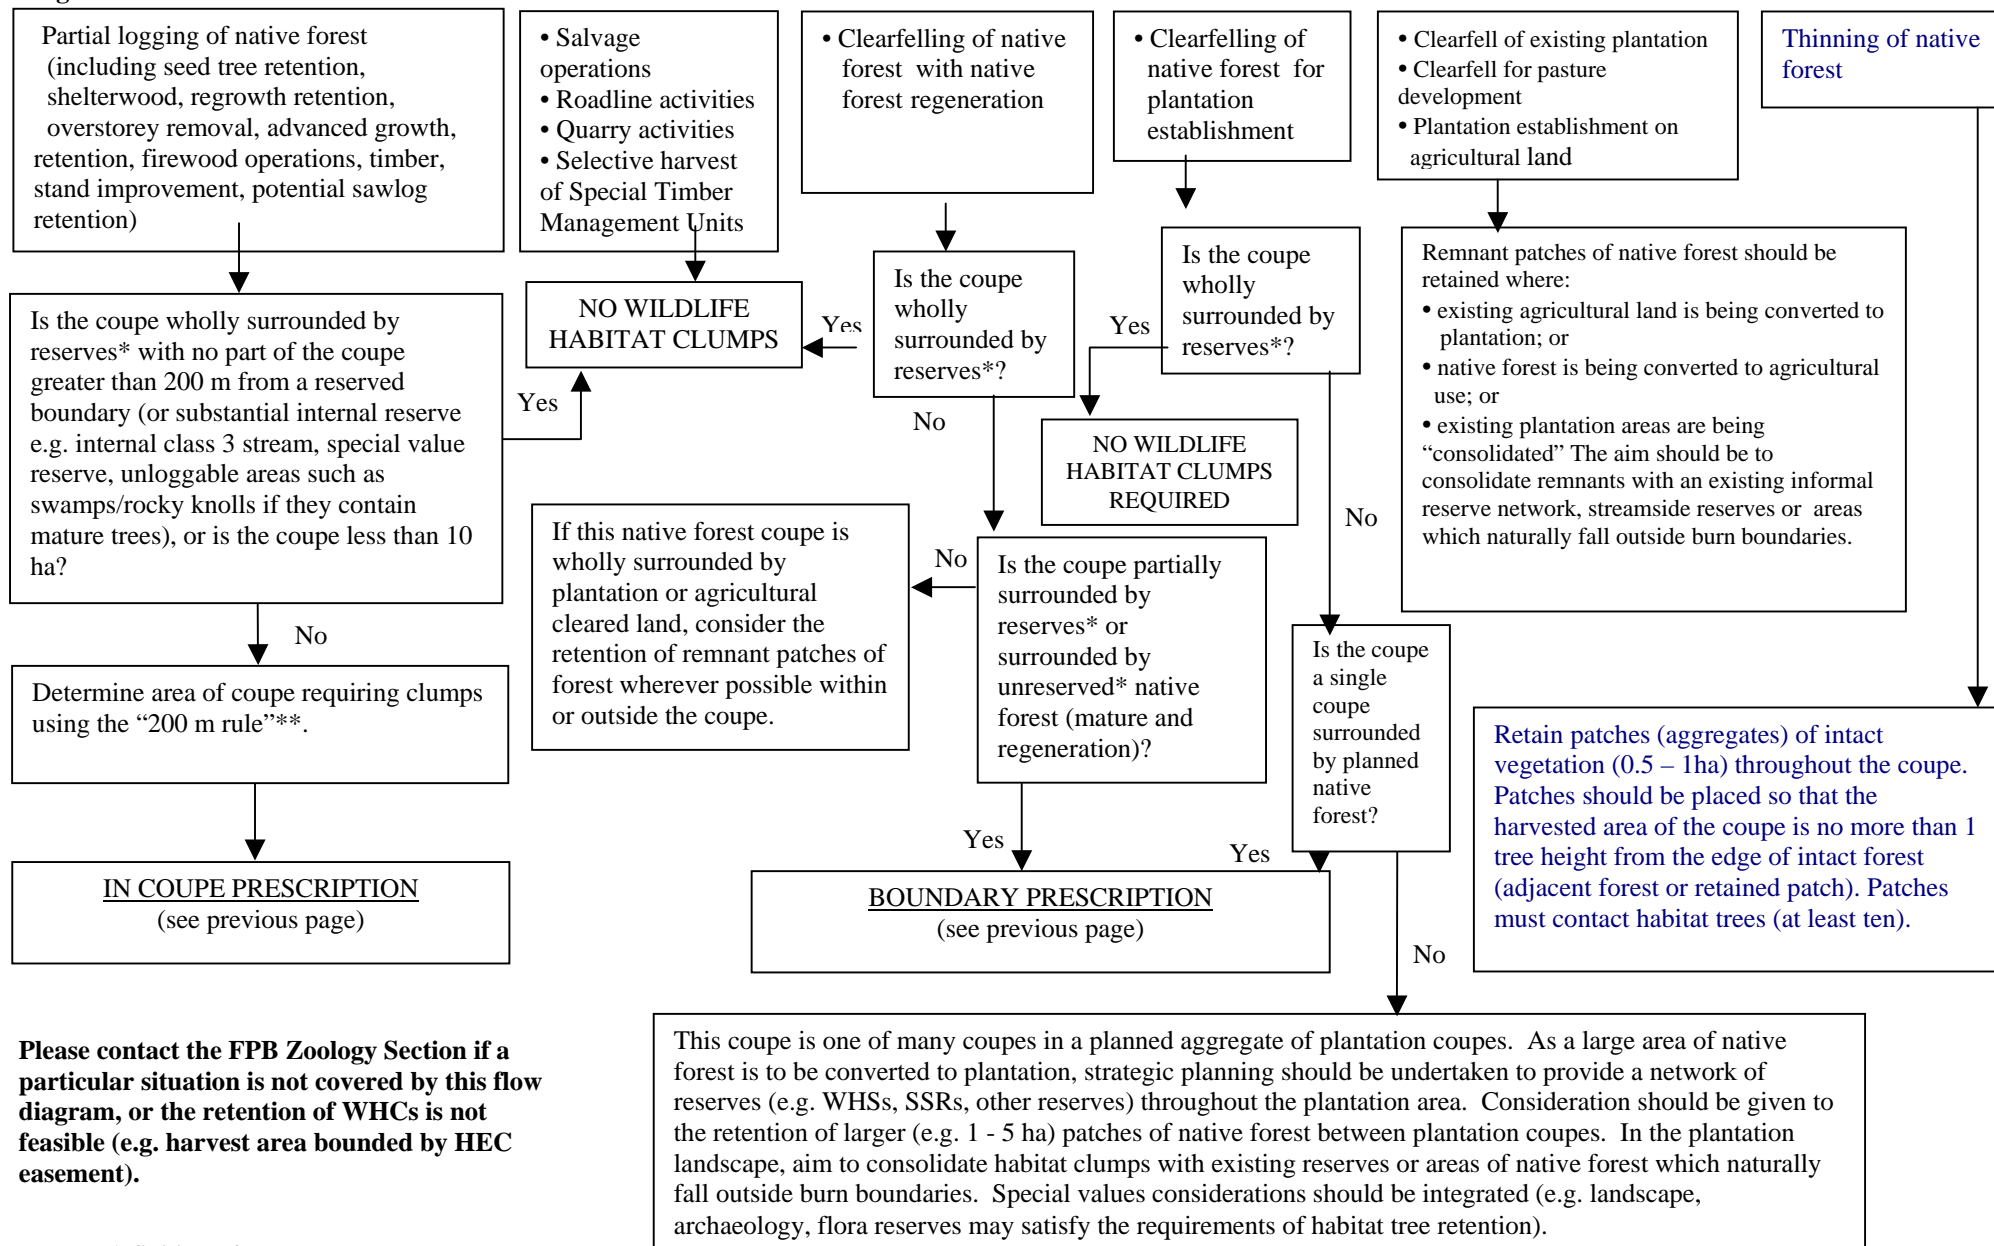 Partial logging of native forest
(including seed tree retention,
shelterwood, regrowth retention,
overstorey removal, advanced growth,
retention, firewood operations, timber,
stand improvement, potential sawlog
retention)
• Salvage
operations
• Roadline activities
• Quarry activities
• Selective harvest
of Special Timber
Management Units
• Clearfelling of native
forest with native
forest regeneration
• Clearfelling of
native forest for
plantation
establishment
• Clearfell of existing plantation
• Clearfell for pasture
development
• Plantation establishment on
agricultural land
Thinning of native
forest
Is the coupe wholly surrounded by
reserves* with no part of the coupe
greater than 200 m from a reserved
boundary (or substantial internal reserve
e.g. internal class 3 stream, special value
reserve, unloggable areas such as
swamps/rocky knolls if they contain
mature trees), or is the coupe less than 10
ha?
Yes
NO WILDLIFE
HABITAT CLUMPS
Yes
Is the coupe
wholly
surrounded by
reserves*?
No
Is the coupe
wholly
surrounded by
reserves*?
Yes
NO WILDLIFE
HABITAT CLUMPS
REQUIRED
No
Remnant patches of native forest should be
retained where:
• existing agricultural land is being converted to
plantation; or
• native forest is being converted to agricultural
use; or
• existing plantation areas are being
“consolidated” The aim should be to
consolidate remnants with an existing informal
reserve network, streamside reserves or areas
which naturally fall outside burn boundaries.
If this native forest coupe is
wholly surrounded by
plantation or agricultural
cleared land, consider the
retention of remnant patches of
forest wherever possible within
or outside the coupe.
No
Is the coupe partially
surrounded by
reserves* or
surrounded by
unreserved* native
forest (mature and
regeneration)?
Is the coupe
a single
coupe
surrounded
by planned
native
forest?
No
Determine area of coupe requiring clumps
using the “200 m rule”**.
Retain patches (aggregates) of intact
vegetation (0.5 – 1ha) throughout the coupe.
Patches should be placed so that the
harvested area of the coupe is no more than 1
tree height from the edge of intact forest
(adjacent forest or retained patch). Patches
must contact habitat trees (at least ten).
Yes
Yes
IN COUPE PRESCRIPTION
(see previous page)
BOUNDARY PRESCRIPTION
(see previous page)
No
Please contact the FPB Zoology Section if a
particular situation is not covered by this flow
diagram, or the retention of WHCs is not
feasible (e.g. harvest area bounded by HEC
easement).
This coupe is one of many coupes in a planned aggregate of plantation coupes. As a large area of native
forest is to be converted to plantation, strategic planning should be undertaken to provide a network of
reserves (e.g. WHSs, SSRs, other reserves) throughout the plantation area. Consideration should be given to
the retention of larger (e.g. 1 - 5 ha) patches of native forest between plantation coupes. In the plantation
landscape, aim to consolidate habitat clumps with existing reserves or areas of native forest which naturally
fall outside burn boundaries. Special values considerations should be integrated (e.g. landscape,
archaeology, flora reserves may satisfy the requirements of habitat tree retention).